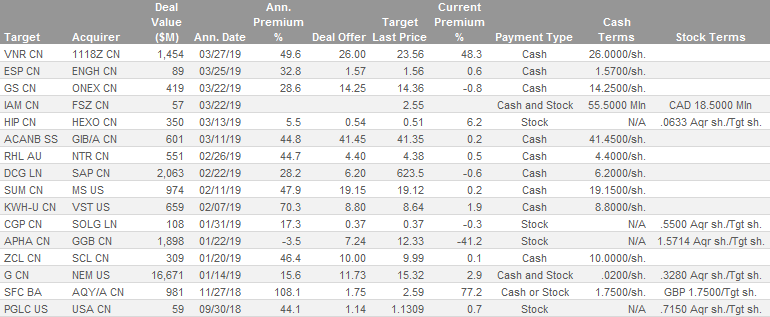 Target Acquirer Deal Value ($M) Ann. Date Ann. Premium % Deal Offer Target Last Price Current Premium % Payment Type Cash Terms Stock Terms
VNR CN 1118Z CN 1,454 03/27/19 49.6 26.00 23.56 48.3 Cash 26.0000/sh.
ESP CN ENGH CN 89 03/25/19 32.8 1.57 1.56 0.6 Cash 1.5700/sh.
GS CN ONEX CN 419 03/22/19 28.6 14.25 14.36 -0.8 Cash 14.2500/sh.
IAM CN FSZ CN 57 03/22/19 2.55 Cash and Stock 55.5000 Mln CAD 18.5000 Mln
HIP CN HEXO CN 350 03/13/19 5.5 0.54 0.51 6.2 Stock N/A .0633 Aqr sh./Tgt sh.
ACANB SS GIB/A CN 601 03/11/19 44.8 41.45 41.35 0.2 Cash 41.4500/sh.
RHL AU NTR CN 551 02/26/19 44.7 4.40 4.38 0.5 Cash 4.4000/sh.
DCG LN SAP CN 2,063 02/22/19 28.2 6.20 623.5 -0.6 Cash 6.2000/sh.
SUM CN MS US 974 02/11/19 47.9 19.15 19.12 0.2 Cash 19.1500/sh.
KWH-U CN VST US 659 02/07/19 70.3 8.80 8.64 1.9 Cash 8.8000/sh.
CGP CN SOLG LN 108 01/31/19 17.3 0.37 0.37 -0.3 Stock N/A .5500 Aqr sh./Tgt sh.
APHA CN GGB CN 1,898 01/22/19 -3.5 7.24 12.33 -41.2 Stock N/A 1.5714 Aqr sh./Tgt sh.
ZCL CN SCL CN 309 01/20/19 46.4 10.00 9.99 0.1 Cash 10.0000/sh.
G CN NEM US 16,671 01/14/19 15.6 11.73 15.32 2.9 Cash and Stock .0200/sh. .3280 Aqr sh./Tgt sh.
SFC BA AQY/A CN 981 11/27/18 108.1 1.75 2.59 77.2 Cash or Stock 1.7500/sh. GBP 1.7500/Tgt sh.
PGLC US USA CN 59 09/30/18 44.1 1.14 1.1309 0.7 Stock N/A .7150 Aqr sh./Tgt sh.